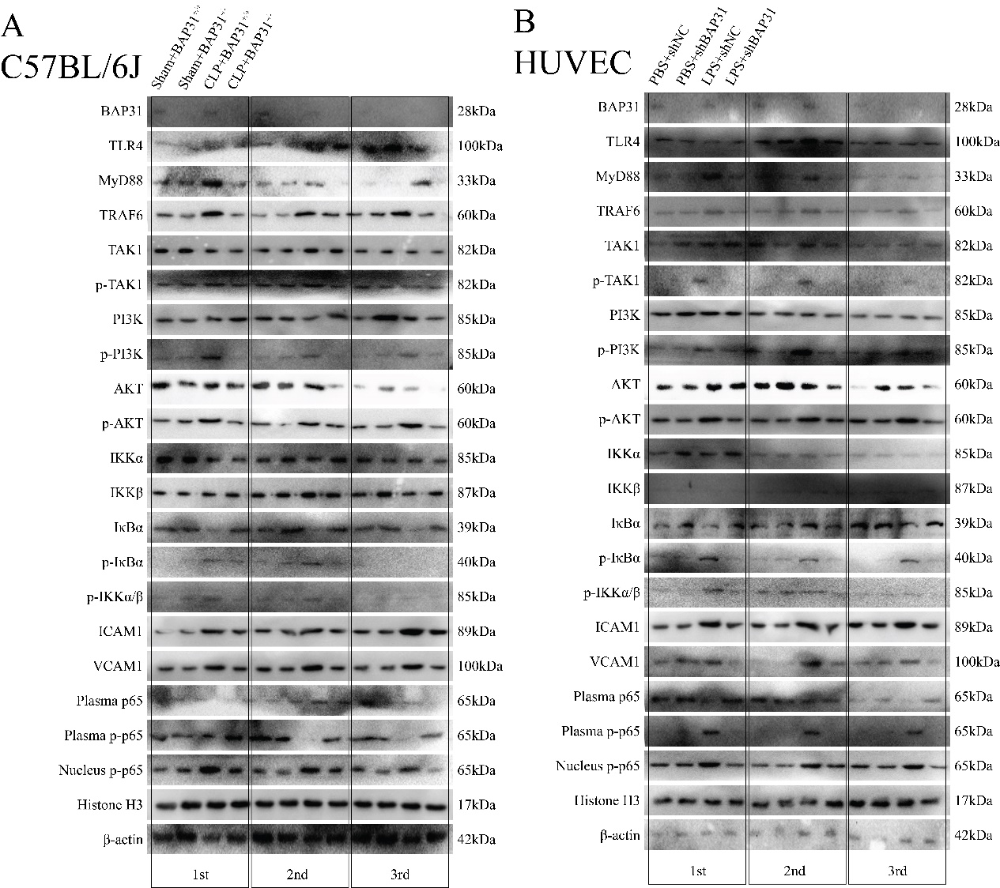 A
C57BL/6J
Sham+BAP31+/+
Sham+BAP31-/-
CLP+BAP31+/+
CLP+BAP31-/-
BAP31 28kDa
TLR4 100kDa
MyD88 33kDa
TRAF6 60kDa
TAK1 82kDa
p-TAK1 82kDa
PI3K 85kDa
p-PI3K 85kDa
AKT 60kDa
p-AKT 60kDa
IKKα 85kDa
IKKβ 87kDa
IκBα 39kDa
p-IκBα 40kDa
p-IKKα/β 85kDa
ICAM1 89kDa
VCAM1 100kDa
Plasma p65 65kDa
Plasma p-p65 65kDa
Nucleus p-p65 65kDa
Histone H3 17kDa
β-actin 42kDa
1st 2nd 3rd
B
HUVEC
PBS+shNC
PBS+shBAP31
LPS+shNC
LPS+shBAP31
BAP31 28kDa
TLR4 100kDa
MyD88 33kDa
TRAF6 60kDa
TAK1 82kDa
p-TAK1 82kDa
PI3K 85kDa
p-PI3K 85kDa
AKT 60kDa
p-AKT 60kDa
IKKα 85kDa
IKKβ 87kDa
IκBα 39kDa
p-IκBα 40kDa
p-IKKα/β 85kDa
ICAM1 89kDa
VCAM1 100kDa
Plasma p65 65kDa
Plasma p-p65 65kDa
Nucleus p-p65 65kDa
Histone H3 17kDa
β-actin 42kDa
1st 2nd 3rd